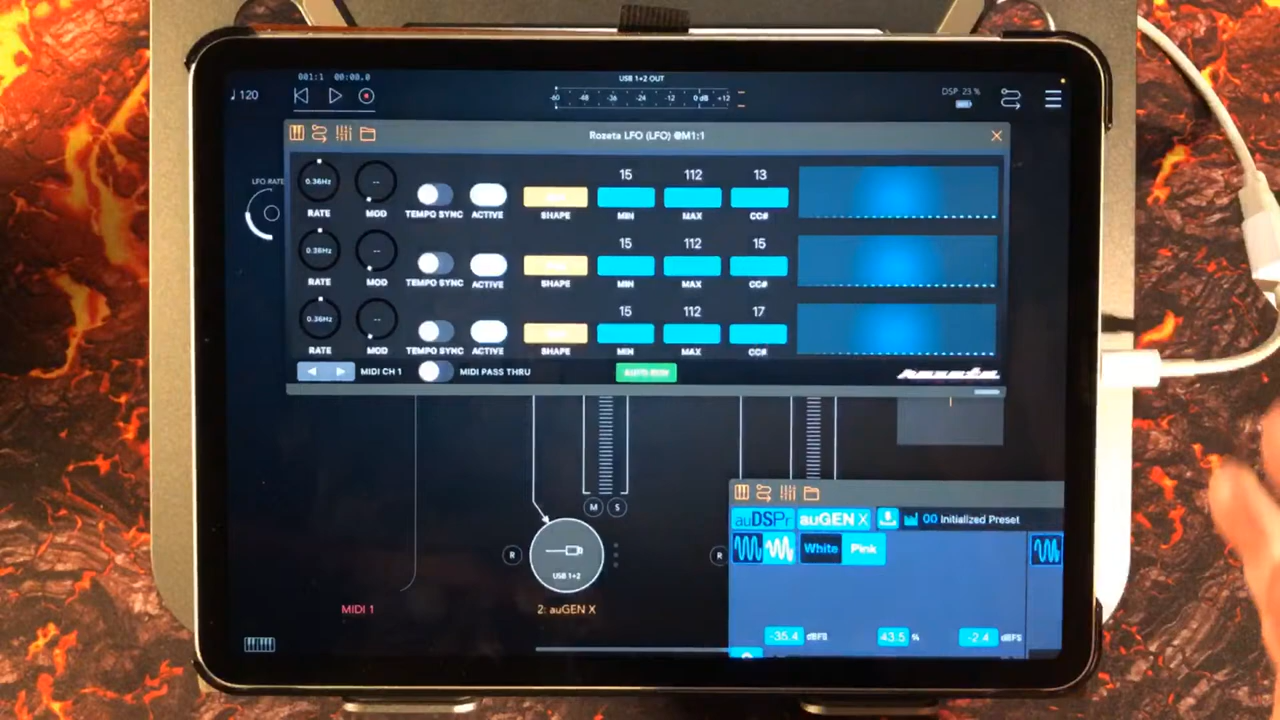 001:1 00:00.0
USB 1+2 OUT
120
-60 -48 -36 -24 -12 0 dB +12
DSP: 23 %
Rozeta LFO (LFO) @M1:1
LFO RATE
0.36Hz -- 15 112 13
RATE MOD TEMPO SYNC ACTIVE SHAPE MIN MAX CC#
0.36Hz -- 15 112 15
RATE MOD TEMPO SYNC ACTIVE SHAPE MIN MAX CC#
0.36Hz -- 15 112 17
RATE MOD TEMPO SYNC ACTIVE SHAPE MIN MAX CC#
MIDI CH 1 MIDI PASS THRU Rozeta
M S
R
USB 1+2
R
MIDI 1
2: auGEN X
auDSPr auGEN X 00 Initialized Preset
White Pink
-35.4 dBFS 43.5 % -2.4 dBFS